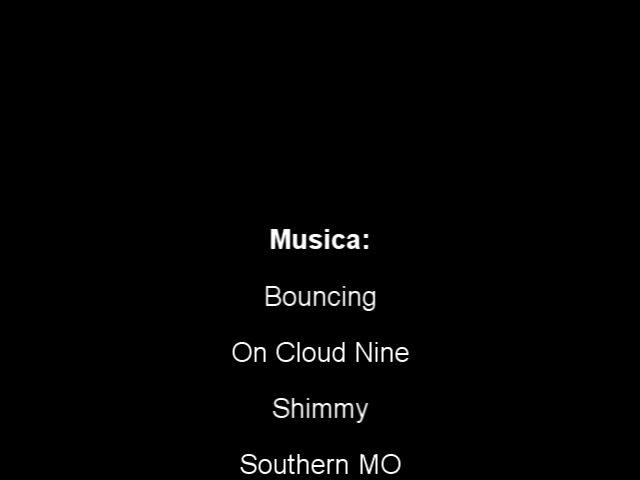 Musica:
Bouncing
On Cloud Nine
Shimmy
Southern MO